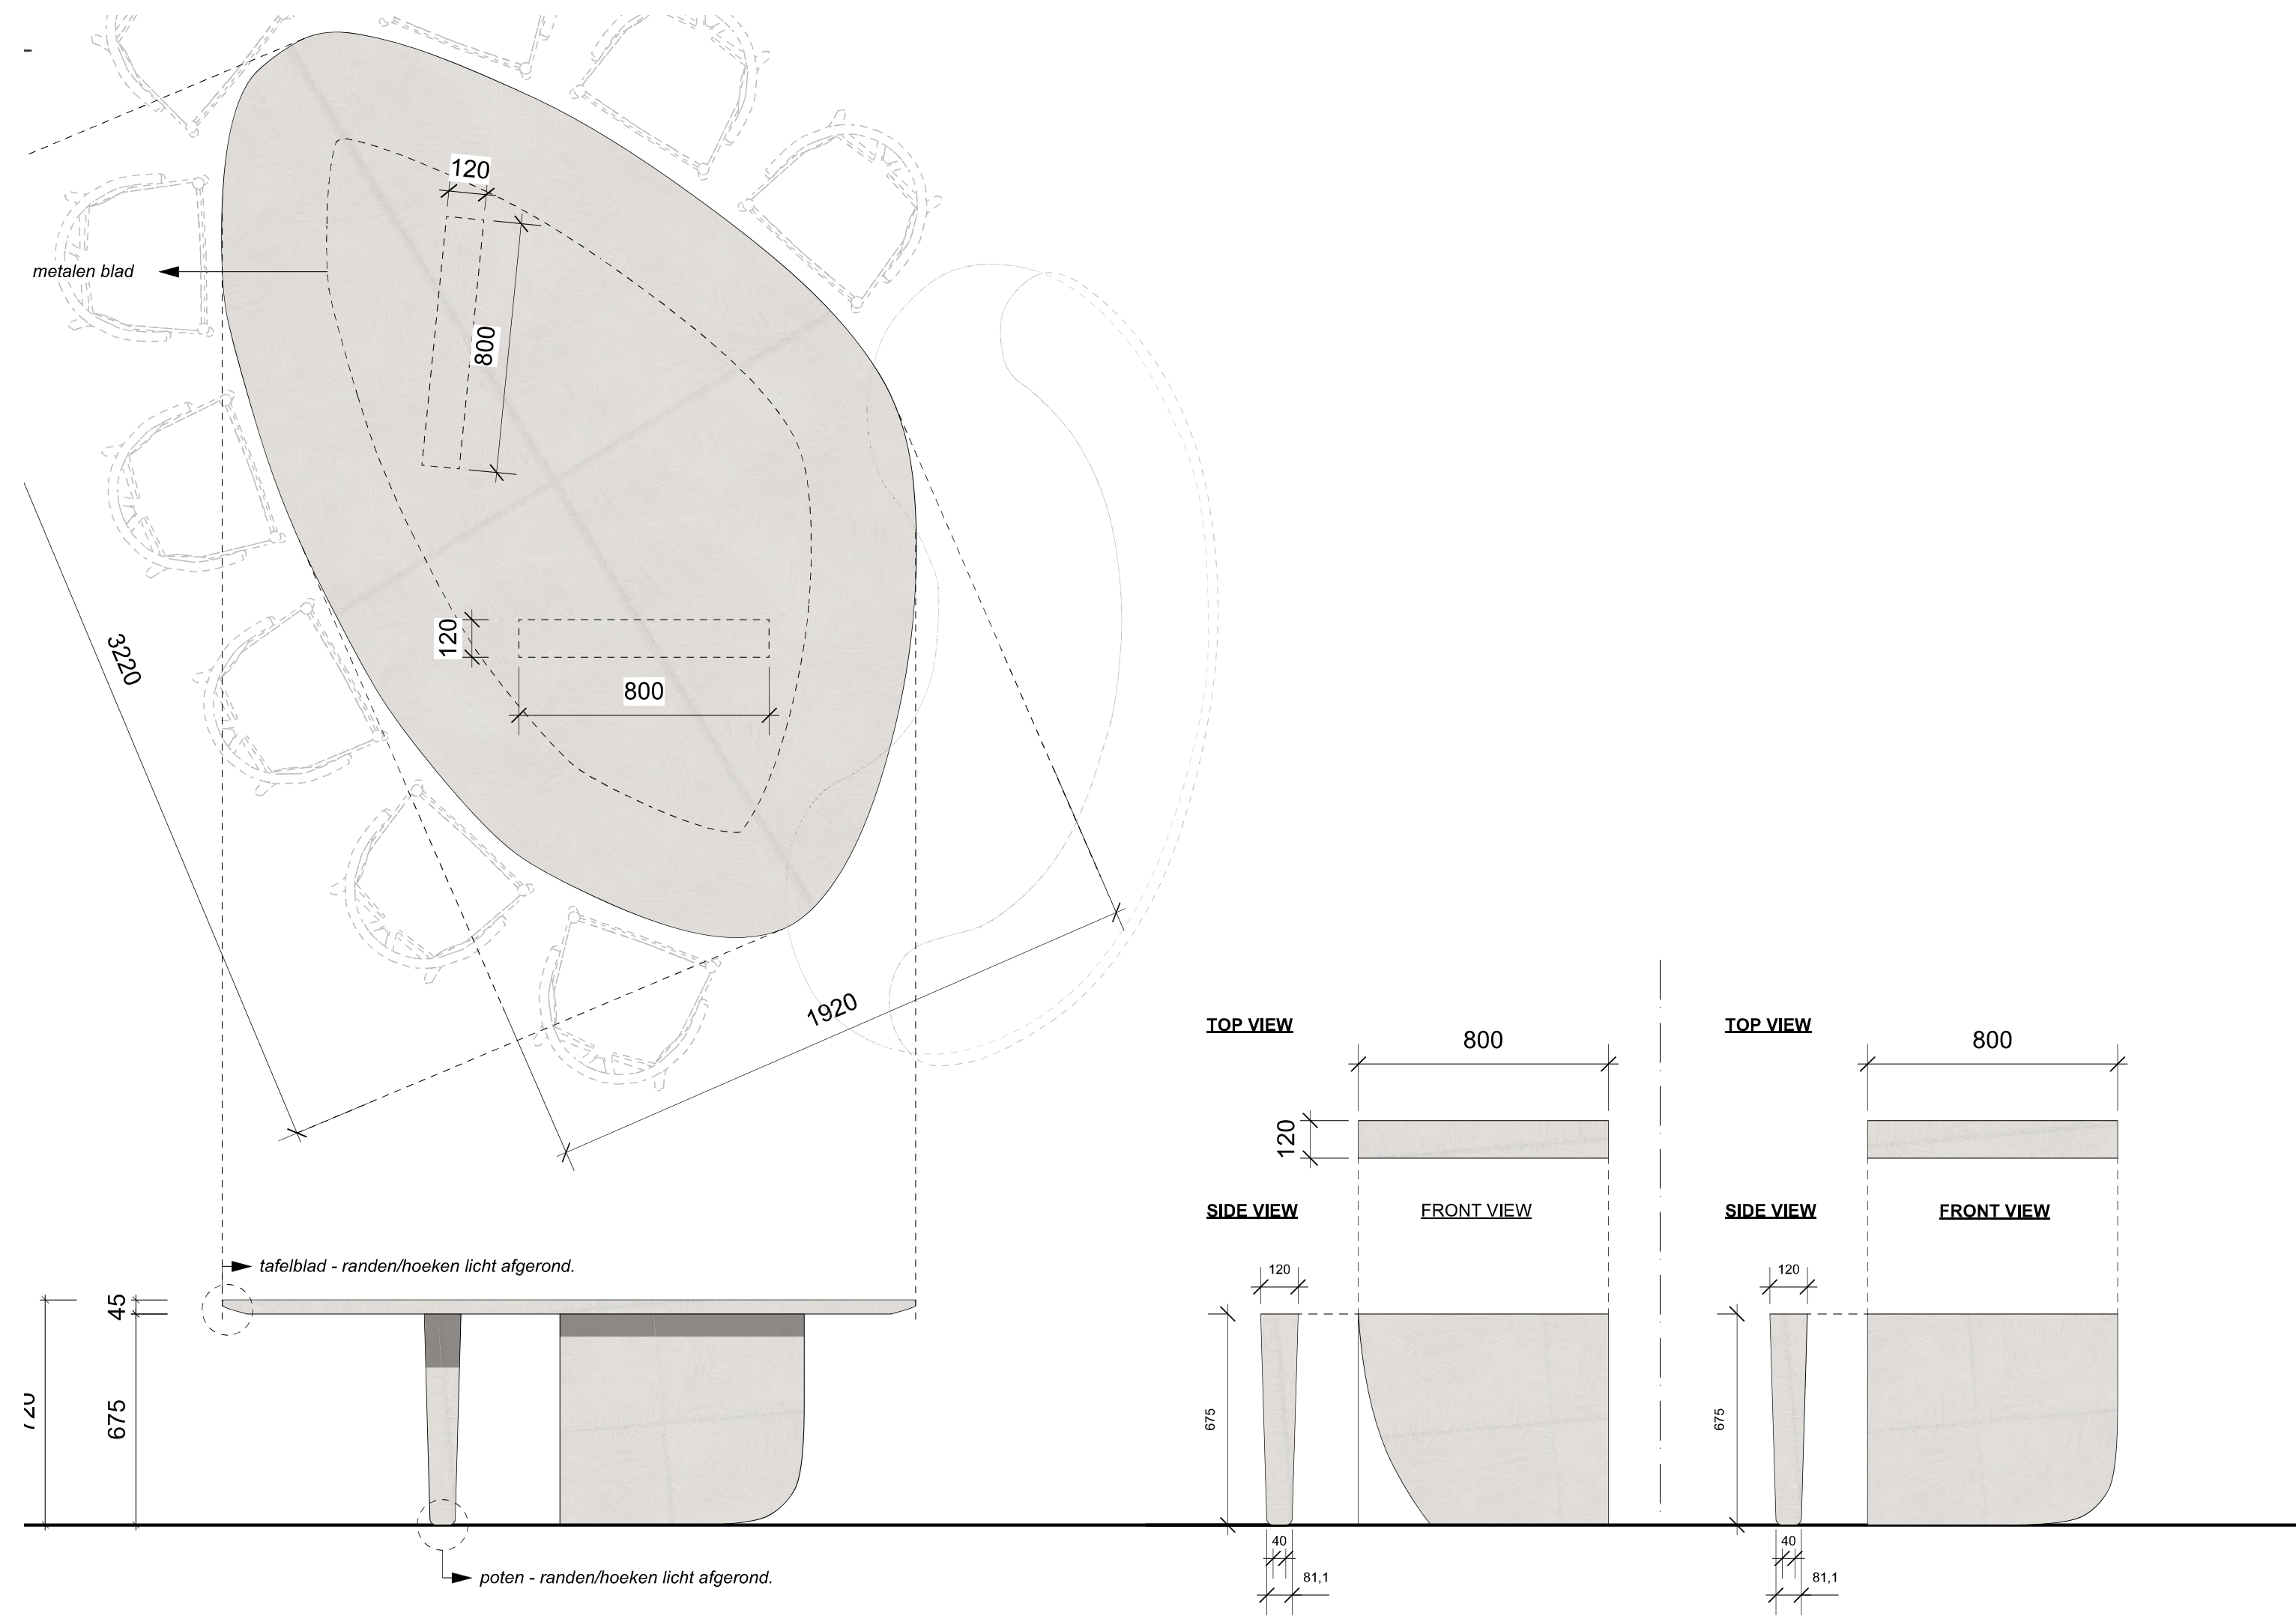 120
metalen blad
800
120
3220
800
1920
TOP VIEW
800
TOP VIEW
800
120
SIDE VIEW
FRONT VIEW
SIDE VIEW
FRONT VIEW
tafelblad - randen/hoeken licht afgerond.
120
120
45
720
675
675
675
40
40
poten - randen/hoeken licht afgerond.
81,1
81,1